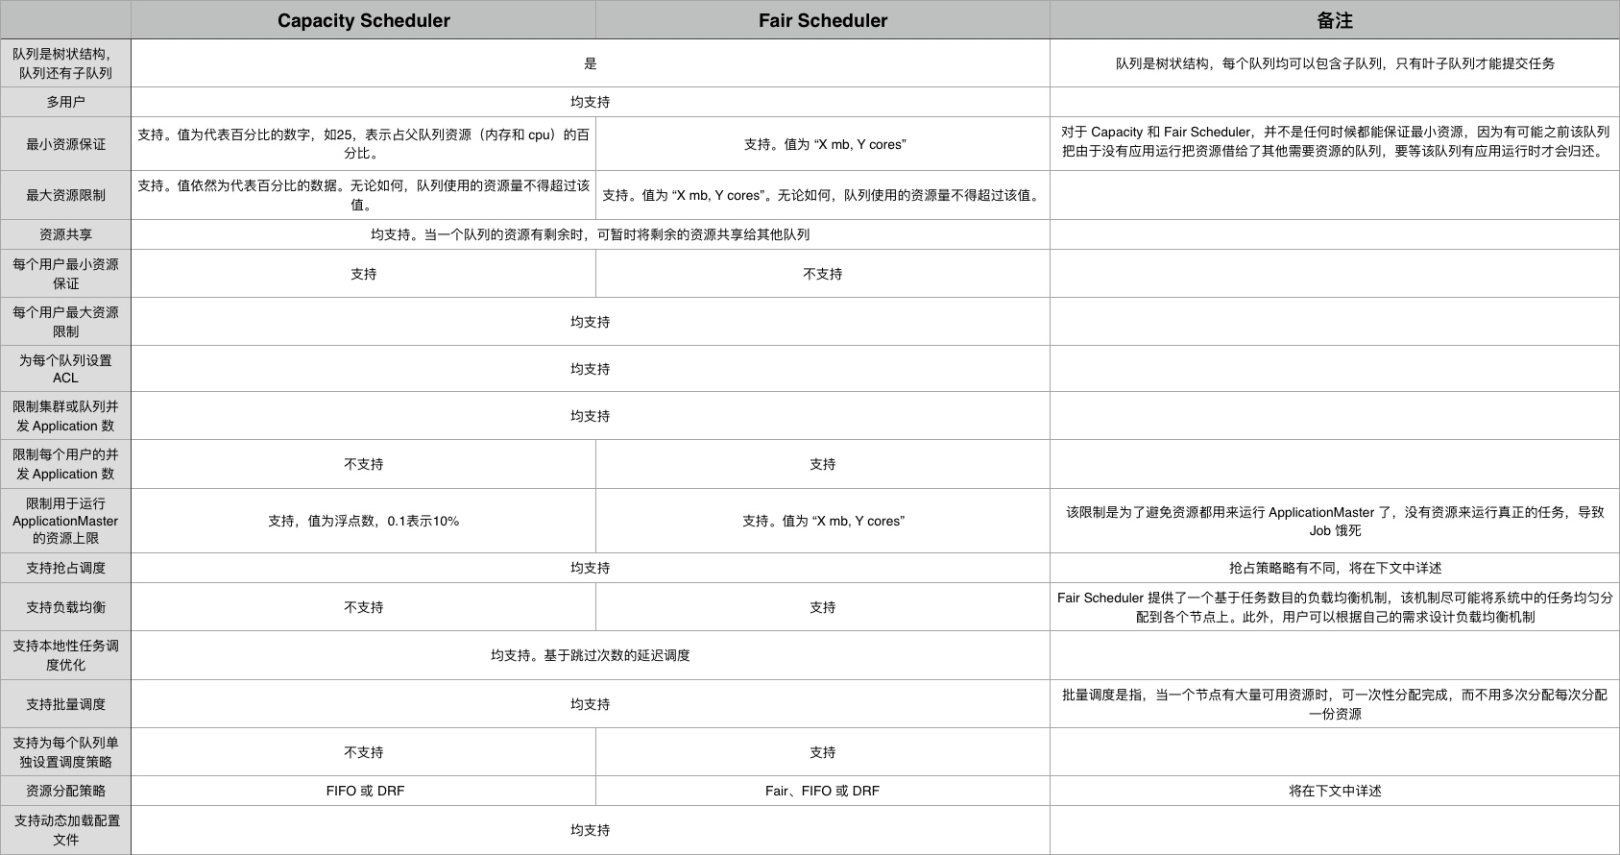 Capacity Scheduler
Fair Scheduler
备注
队列是树状结构，
队列还有子队列
是
队列是树状结构，每个队列均可以包含子队列，只有叶子队列才能提交任务
多用户
均支持
最小资源保证
支持。值为代表百分比的数字，如25，表示占父队列资源（内存和 cpu）的百
分比。
支持。值为 “X mb, Y cores”
对于 Capacity 和 Fair Scheduler，并不是任何时候都能保证最小资源，因为有可能之前该队列
把由于没有应用运行把资源借给了其他需要资源的队列，要等该队列有应用运行时才会归还。
最大资源限制
支持。值依然为代表百分比的数据。无论如何，队列使用的资源量不得超过该
值。
支持。值为 “X mb, Y cores”。无论如何，队列使用的资源量不得超过该值。
资源共享
均支持。当一个队列的资源有剩余时，可暂时将剩余的资源共享给其他队列
每个用户最小资源
保证
支持
不支持
每个用户最大资源
限制
均支持
为每个队列设置
ACL
均支持
限制集群或队列并
发 Application 数
均支持
限制每个用户的并
发 Application 数
不支持
支持
限制用于运行
ApplicationMaster
的资源上限
支持，值为浮点数，0.1表示10%
支持。值为 “X mb, Y cores”
该限制是为了避免资源都用来运行 ApplicationMaster 了，没有资源来运行真正的任务，导致
Job 饿死
支持抢占调度
均支持
抢占策略略有不同，将在下文中详述
支持负载均衡
不支持
支持
Fair Scheduler 提供了一个基于任务数目的负载均衡机制，该机制尽可能将系统中的任务均匀分
配到各个节点上。此外，用户可以根据自己的需求设计负载均衡机制
支持本地性任务调
度优化
均支持。基于跳过次数的延迟调度
支持批量调度
均支持
批量调度是指，当一个节点有大量可用资源时，可一次性分配完成，而不用多次分配每次分配
一份资源
支持为每个队列单
独设置调度策略
不支持
支持
资源分配策略
FIFO 或 DRF
Fair、FIFO 或 DRF
将在下文中详述
支持动态加载配置
文件
均支持